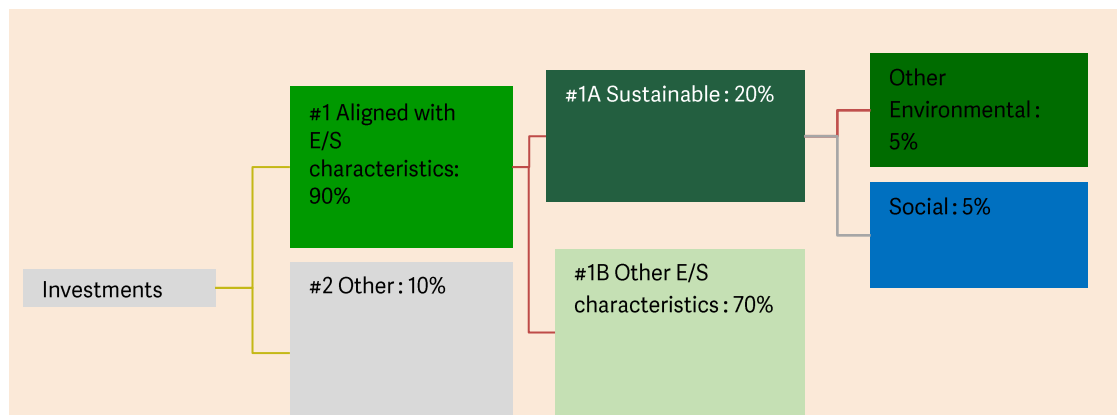 Investments
#1 Aligned with
E/S
characteristics:
90%
#2 Other : 10%
#1A Sustainable : 20%
#1B Other E/S
characteristics : 70%
Other
Environmental :
5%
Social : 5%